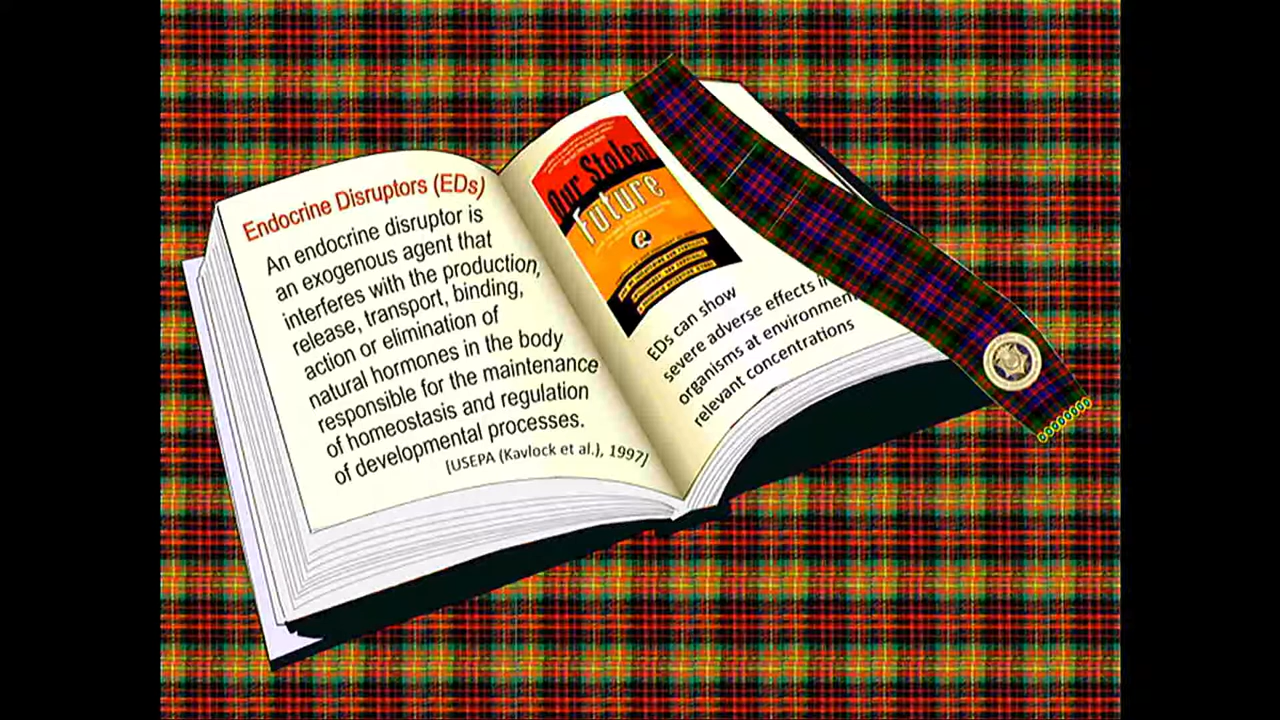 Endocrine Disruptors (EDs)
An endocrine disruptor is
an exogenous agent that
interferes with the production,
release, transport, binding,
action or elimination of
natural hormones in the body
responsible for the maintenance
of homeostasis and regulation
of developmental processes.
[USEPA (Kavlock et al.), 1997]
Our Stolen
Future
EDs can show
severe adverse effects in
organisms at environmen
relevant concentrations